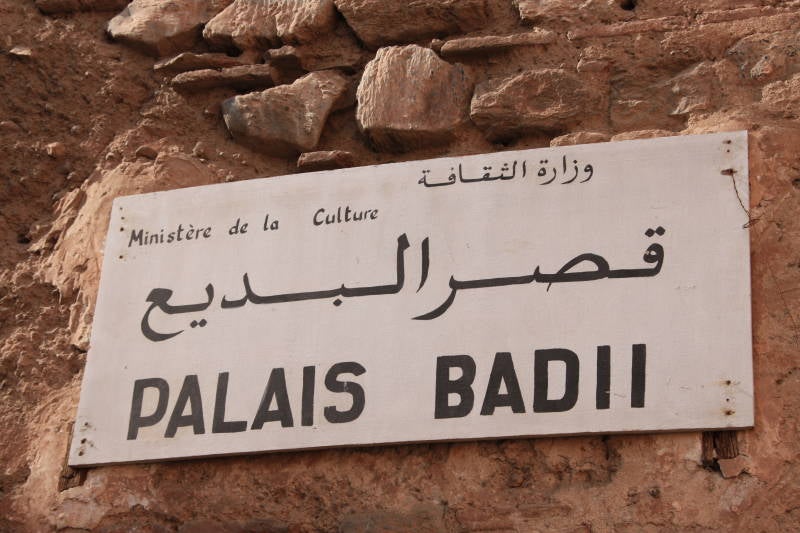 وزارة الثقافة
Ministère de la Culture
قصر البديع
PALAIS BADII